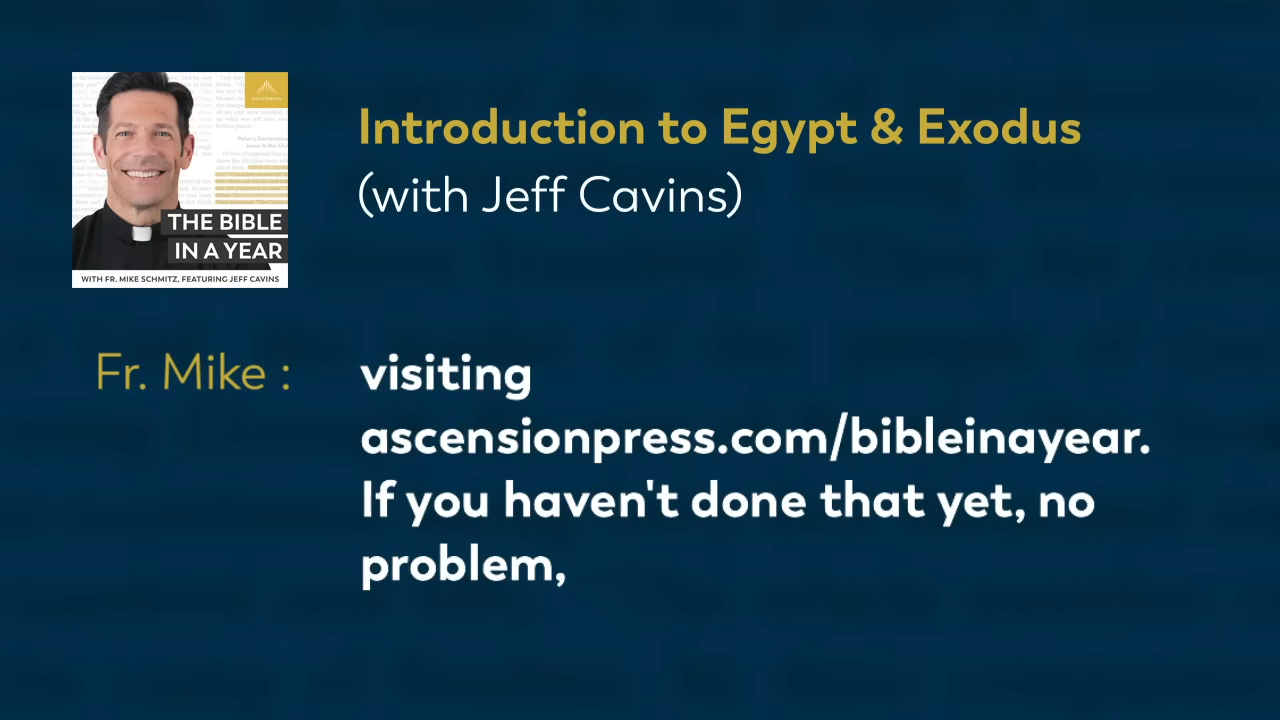 ASCENSION
THE BIBLE
IN A YEAR
WITH FR. MIKE SCHMITZ, FEATURING JEFF CAVINS
Introduction to Egypt & Exodus
(with Jeff Cavins)
Fr. Mike :
visiting
ascensionpress.com/bibleinayear.
If you haven't done that yet, no
problem,